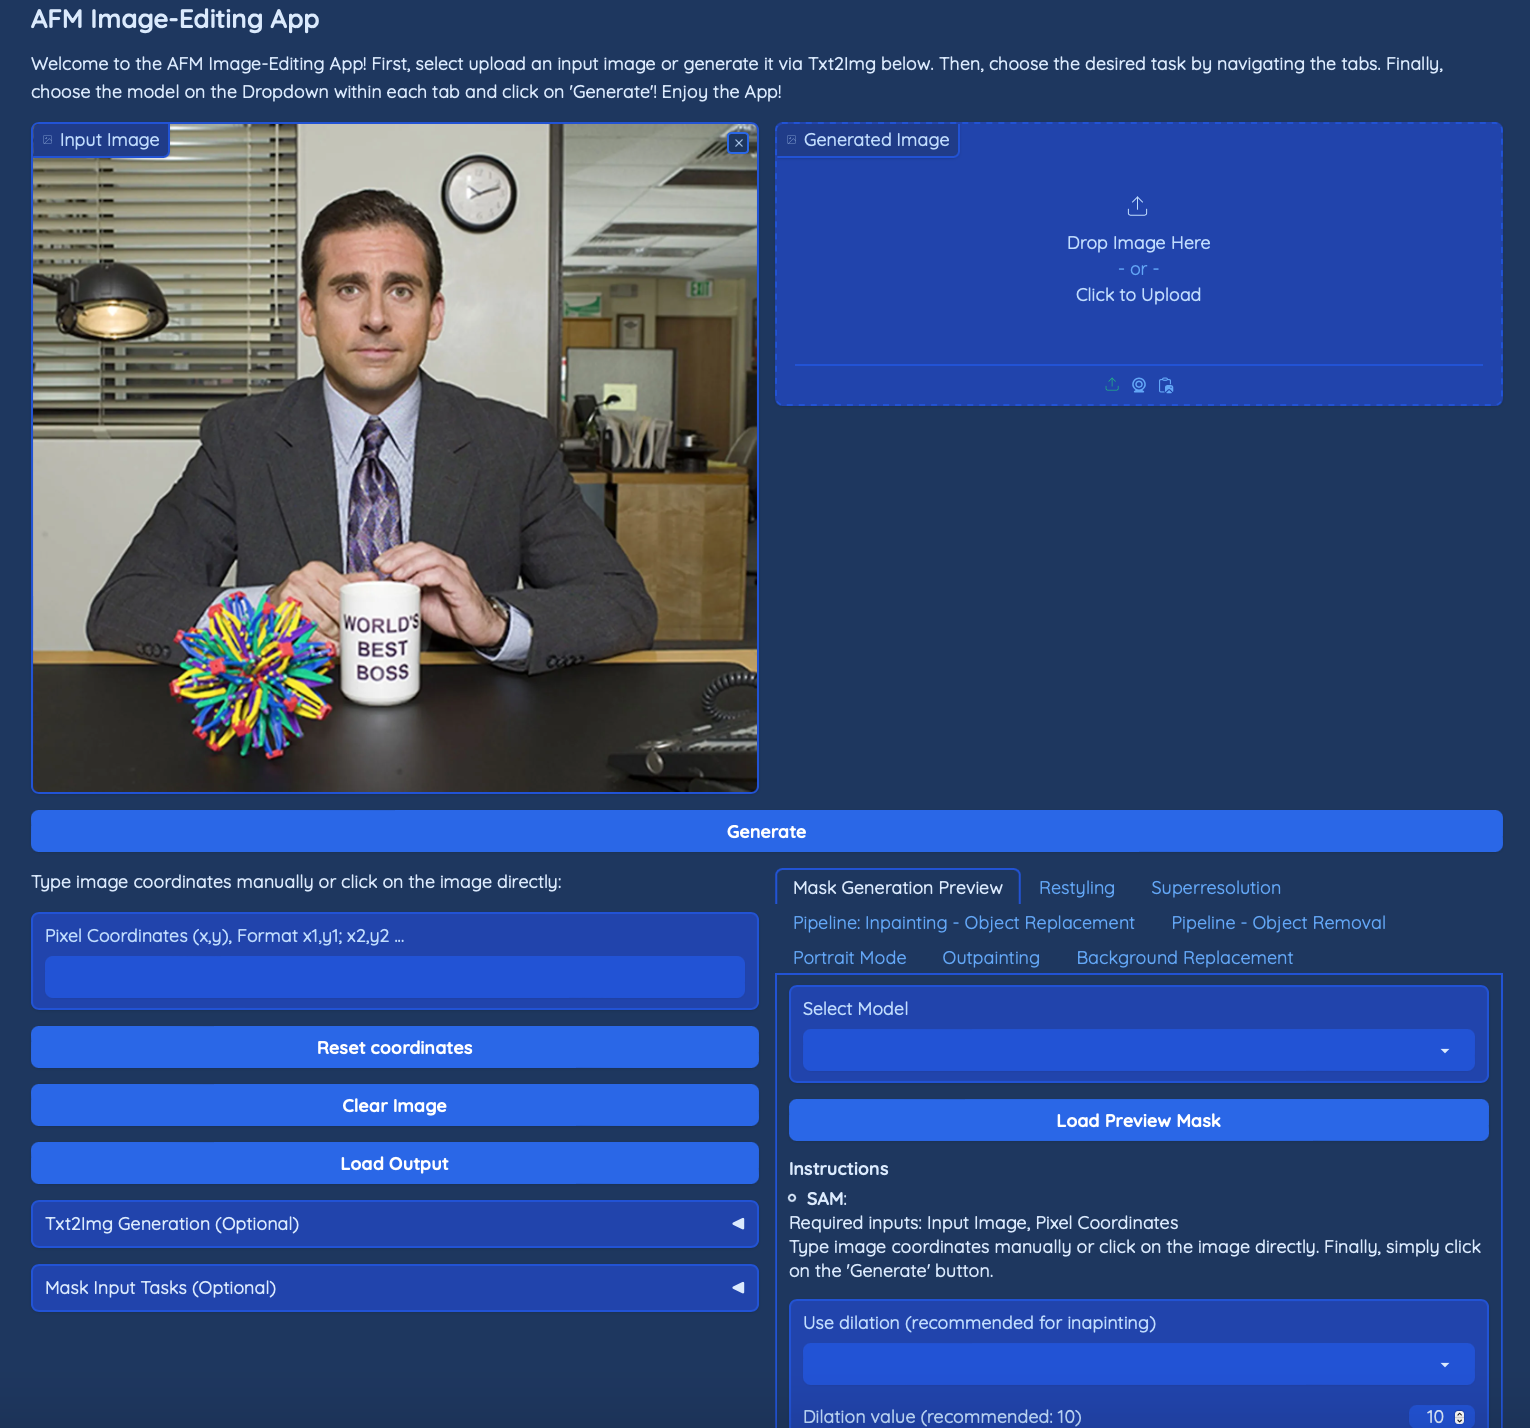 AFM Image-Editing App
Welcome to the AFM Image-Editing App! First, select upload an input image or generate it via Txt2Img below. Then, choose the desired task by navigating the tabs. Finally,
choose the model on the Dropdown within each tab and click on 'Generate'! Enjoy the App!
Input Image
EXIT
WORLD'S
BEST
BOSS
Generated Image
Drop Image Here
- or -
Click to Upload
Generate
Type image coordinates manually or click on the image directly:
Pixel Coordinates (x,y), Format x1,y1; x2,y2 ...
Reset coordinates
Clear Image
Load Output
Txt2Img Generation (Optional)
Mask Input Tasks (Optional)
Mask Generation Preview
Restyling
Superresolution
Pipeline: Inpainting - Object Replacement
Pipeline - Object Removal
Portrait Mode
Outpainting
Background Replacement
Select Model
Load Preview Mask
Instructions
SAM:
Required inputs: Input Image, Pixel Coordinates
Type image coordinates manually or click on the image directly. Finally, simply click
on the 'Generate' button.
Use dilation (recommended for inapinting)
Dilation value (recommended: 10)
10